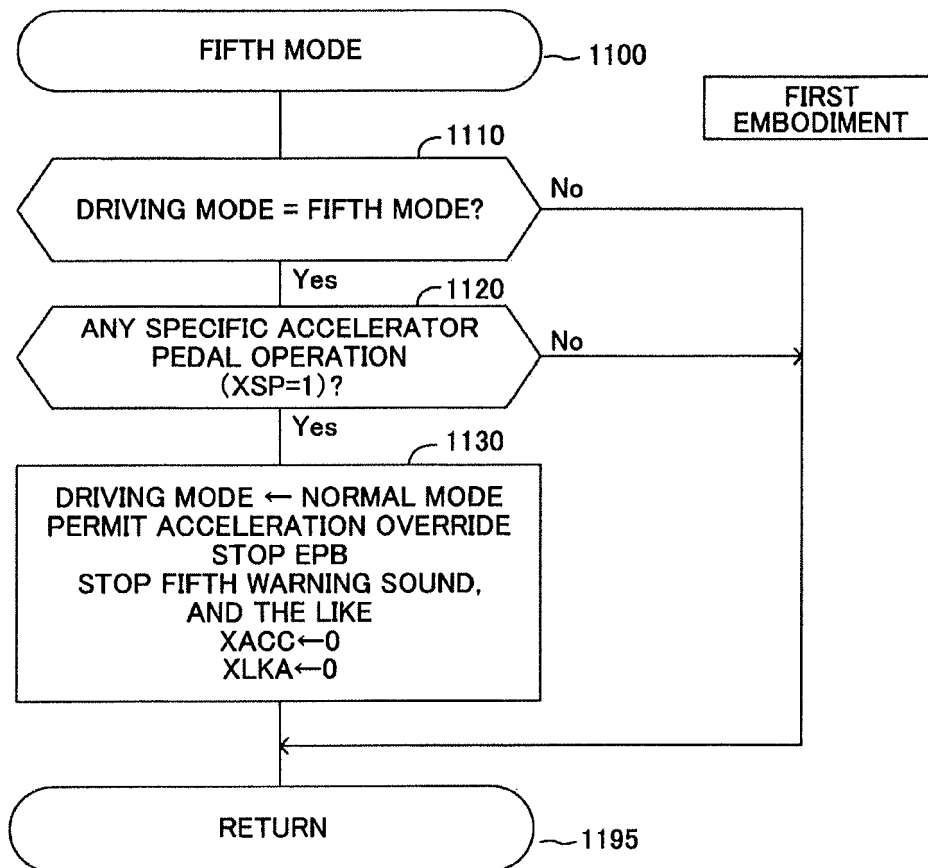 FIFTH MODE
1100
FIRST
EMBODIMENT
1110
DRIVING MODE = FIFTH MODE?
No
Yes
1120
ANY SPECIFIC ACCELERATOR
PEDAL OPERATION
(XSP=1)?
No
Yes
1130
DRIVING MODE ← NORMAL MODE
PERMIT ACCELERATION OVERRIDE
STOP EPB
STOP FIFTH WARNING SOUND,
AND THE LIKE
XACC←0
XLKA←0
RETURN
1195